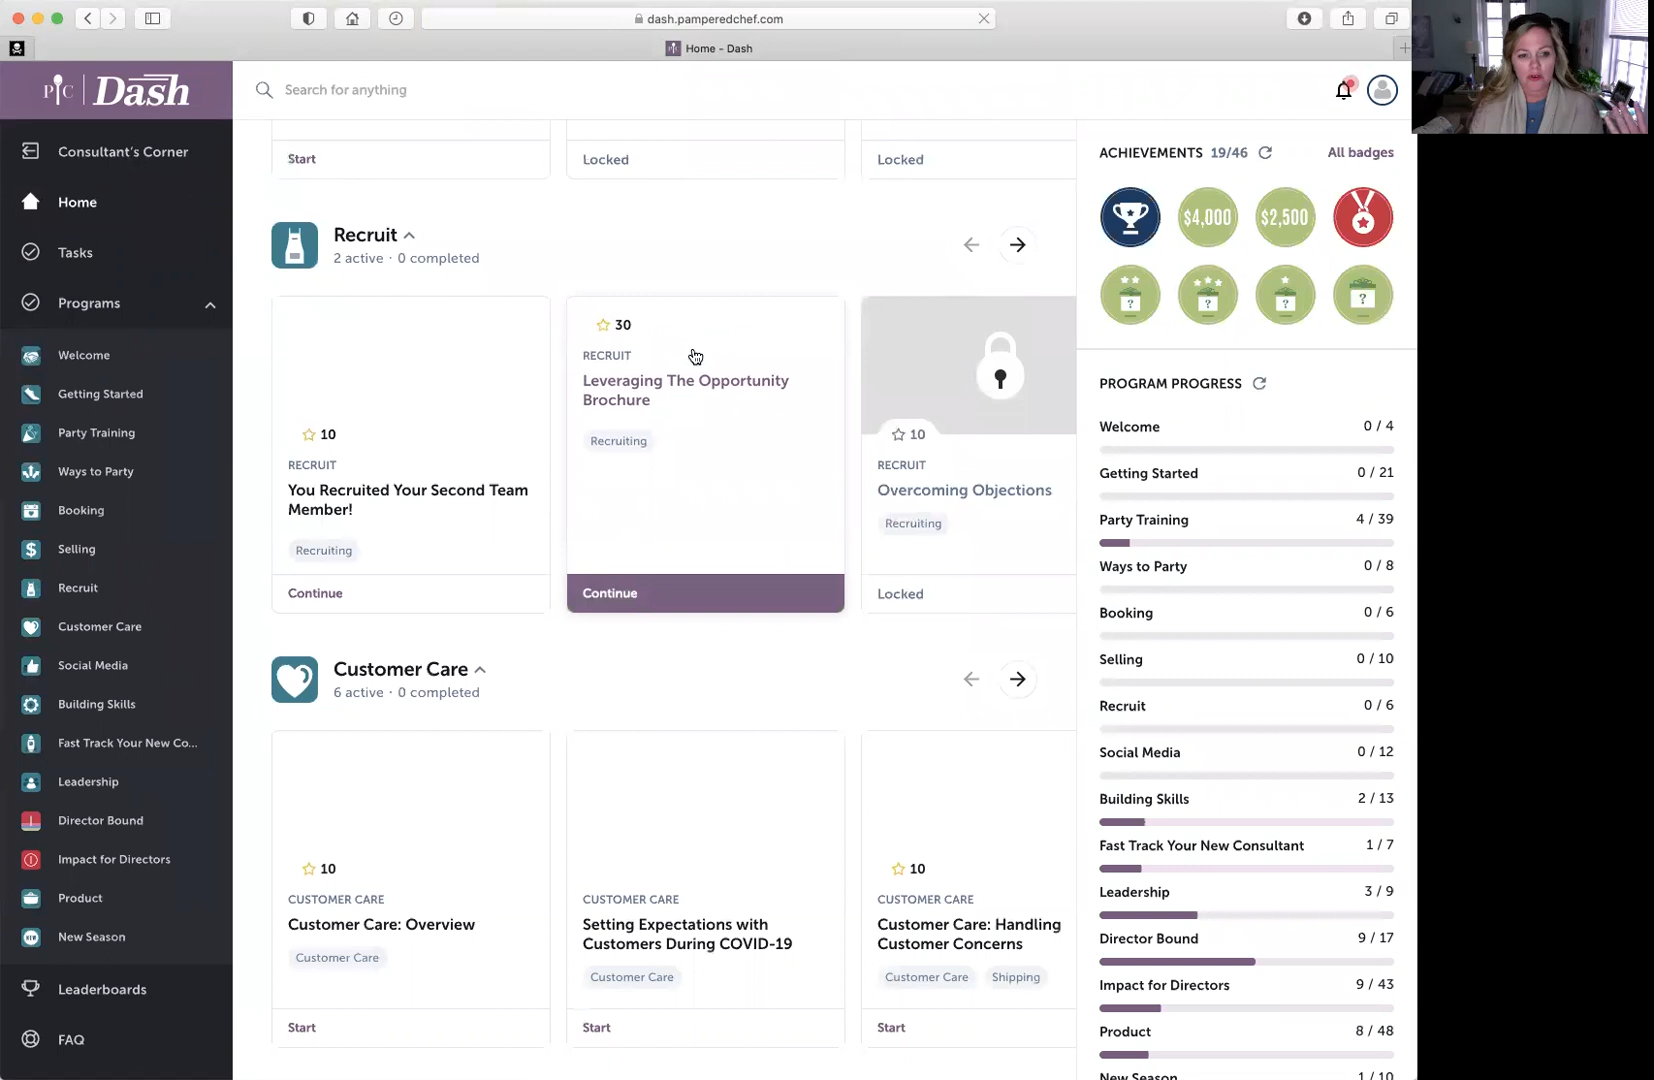 dash.pamperedchef.com
Home - Dash
PC | Dash
Search for anything
Consultant's Corner
Home
Tasks
Programs
Welcome
Getting Started
Party Training
Ways to Party
Booking
Selling
Recruit
Customer Care
Social Media
Building Skills
Fast Track Your New Co...
Leadership
Director Bound
Impact for Directors
Product
New Season
Leaderboards
FAQ
Start
Locked
Locked
Recruit
2 active · 0 completed
10
RECRUIT
You Recruited Your Second Team
Member!
Recruiting
Continue
30
RECRUIT
Leveraging The Opportunity
Brochure
Recruiting
Continue
10
RECRUIT
Overcoming Objections
Recruiting
Locked
Customer Care
6 active · 0 completed
10
CUSTOMER CARE
Customer Care: Overview
Customer Care
Start
CUSTOMER CARE
Setting Expectations with
Customers During COVID-19
Customer Care
Start
10
CUSTOMER CARE
Customer Care: Handling
Customer Concerns
Customer Care
Shipping
Start
ACHIEVEMENTS 19/46
All badges
$4,000
$2,500
?
?
?
?
PROGRAM PROGRESS
Welcome 0 / 4
Getting Started 0 / 21
Party Training 4 / 39
Ways to Party 0 / 8
Booking 0 / 6
Selling 0 / 10
Recruit 0 / 6
Social Media 0 / 12
Building Skills 2 / 13
Fast Track Your New Consultant 1 / 7
Leadership 3 / 9
Director Bound 9 / 17
Impact for Directors 9 / 43
Product 8 / 48
New Season 1 / 10